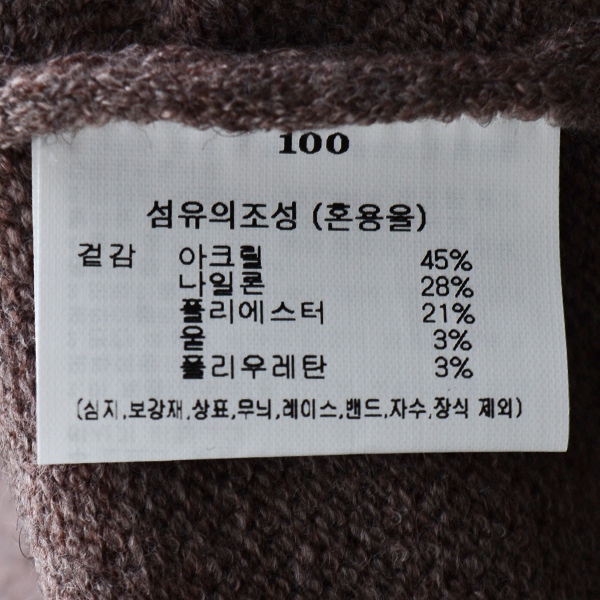 100
섬유의조성 (혼용율)
겉감 아크릴 45%
나일론 28%
폴리에스터 21%
울 3%
폴리우레탄 3%
(심지,보강재,상표,무늬,레이스,밴드,자수,장식 제외)